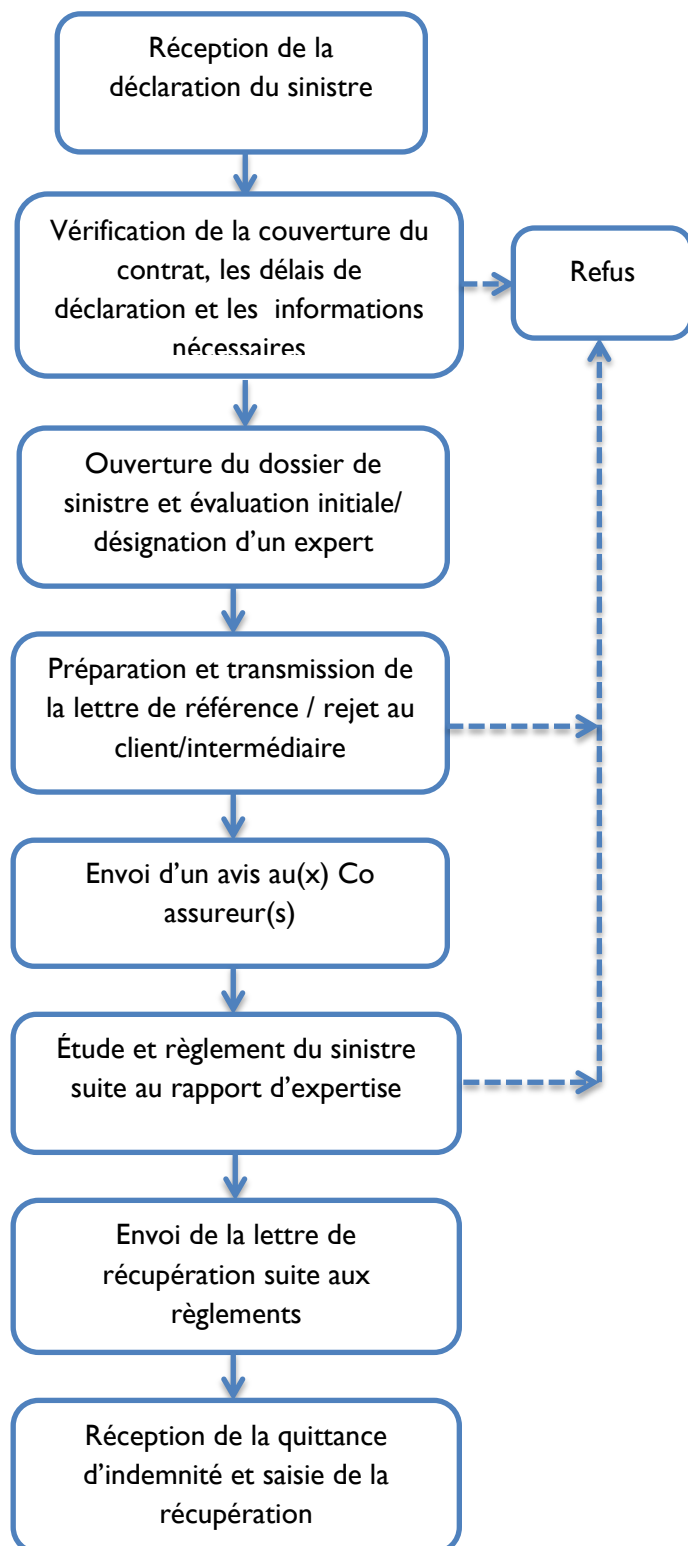 Réception de la
déclaration du sinistre
Vérification de la couverture du
contrat, les délais de
déclaration et les informations
nécessaires
Refus
Ouverture du dossier de
sinistre et évaluation initiale/
désignation d’un expert
Préparation et transmission de
la lettre de référence / rejet au
client/intermédiaire
Envoi d’un avis au(x) Co
assureur(s)
Étude et règlement du sinistre
suite au rapport d’expertise
Envoi de la lettre de
récupération suite aux
règlements
Réception de la quittance
d’indemnité et saisie de la
récupération